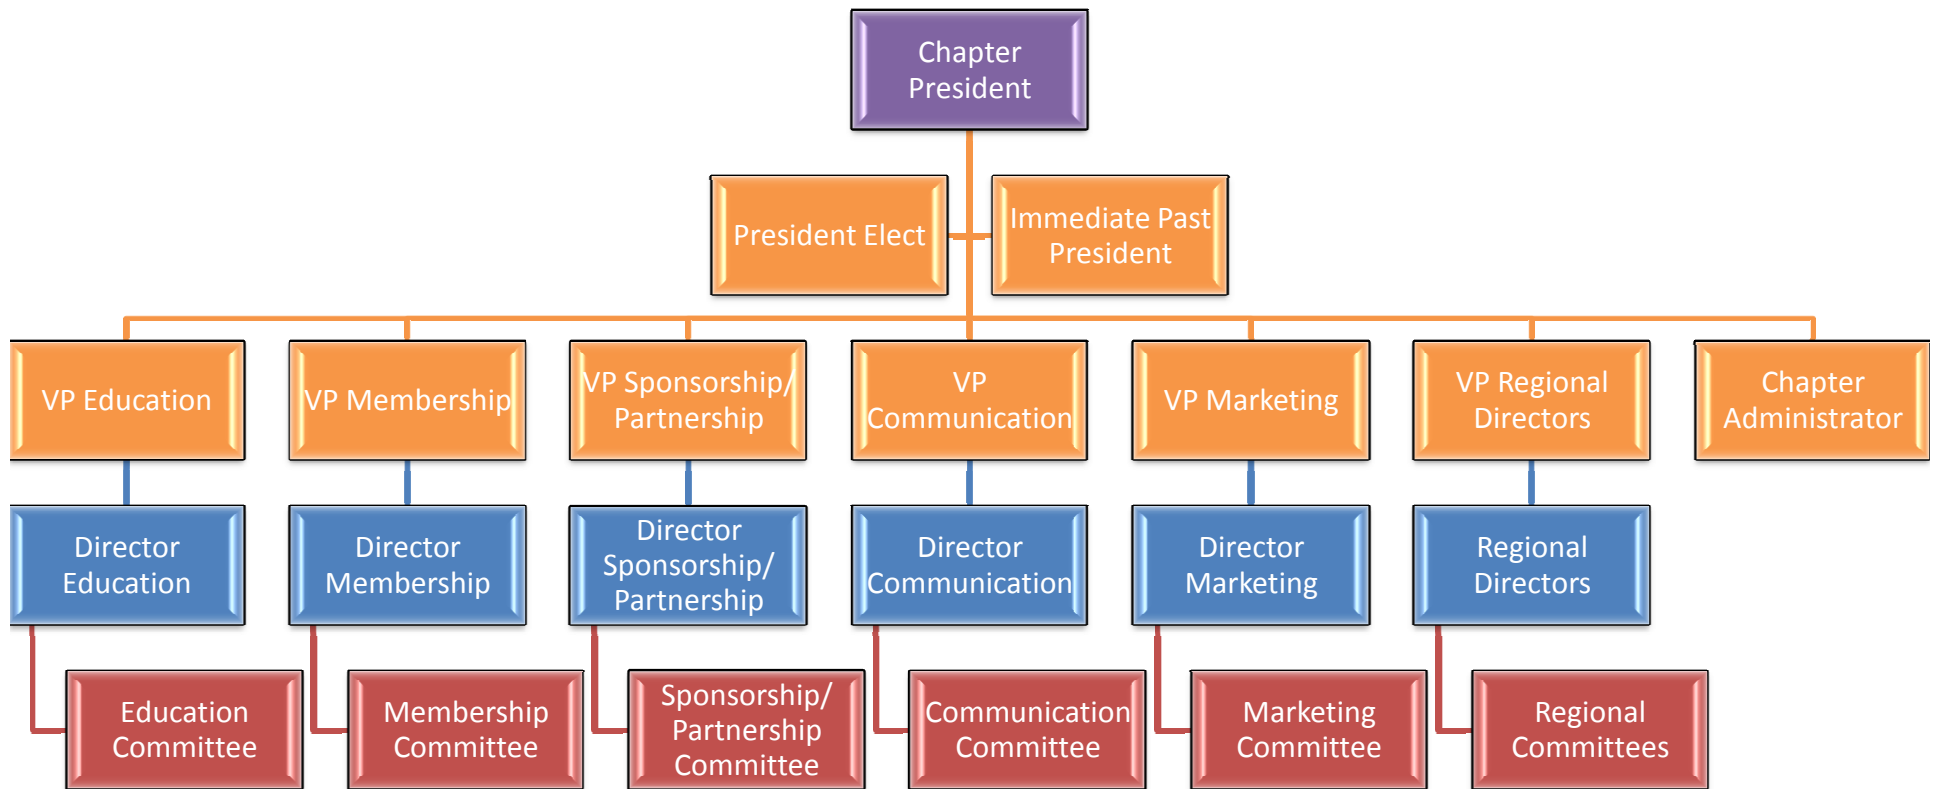 Chapter
President
President Elect
Immediate Past
President
VP Education
VP Membership
VP Sponsorship/
Partnership
VP
Communication
VP Marketing
VP Regional
Directors
Chapter
Administrator
Director
Education
Director
Membership
Director
Sponsorship/
Partnership
Director
Communication
Director
Marketing
Regional
Directors
Education
Committee
Membership
Committee
Sponsorship/
Partnership
Committee
Communication
Committee
Marketing
Committee
Regional
Committees